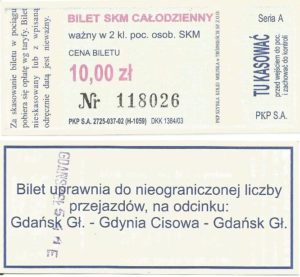 Za skasowanie biletu w pociągu
pobiera się opłatę wg taryfy. Bilet
nieskasowany lub z wpisaną
odręcznie datą jest nieważny.
BILET SKM CAŁODZIENNY
ważny w 2 kl. poc. osob. SKM
CENA BILETU
10,00 zł
Nr 118026
PKP S.A. 2725-037-02 (H-1059) DKK 1384/03
Seria A
TU KASOWAĆ
przed wejściem do poc.
i zachować do kontroli
PKP S.A.
Bilet uprawnia do nieograniczonej liczby
przejazdów, na odcinku:
Gdańsk Gł. - Gdynia Cisowa - Gdańsk Gł.